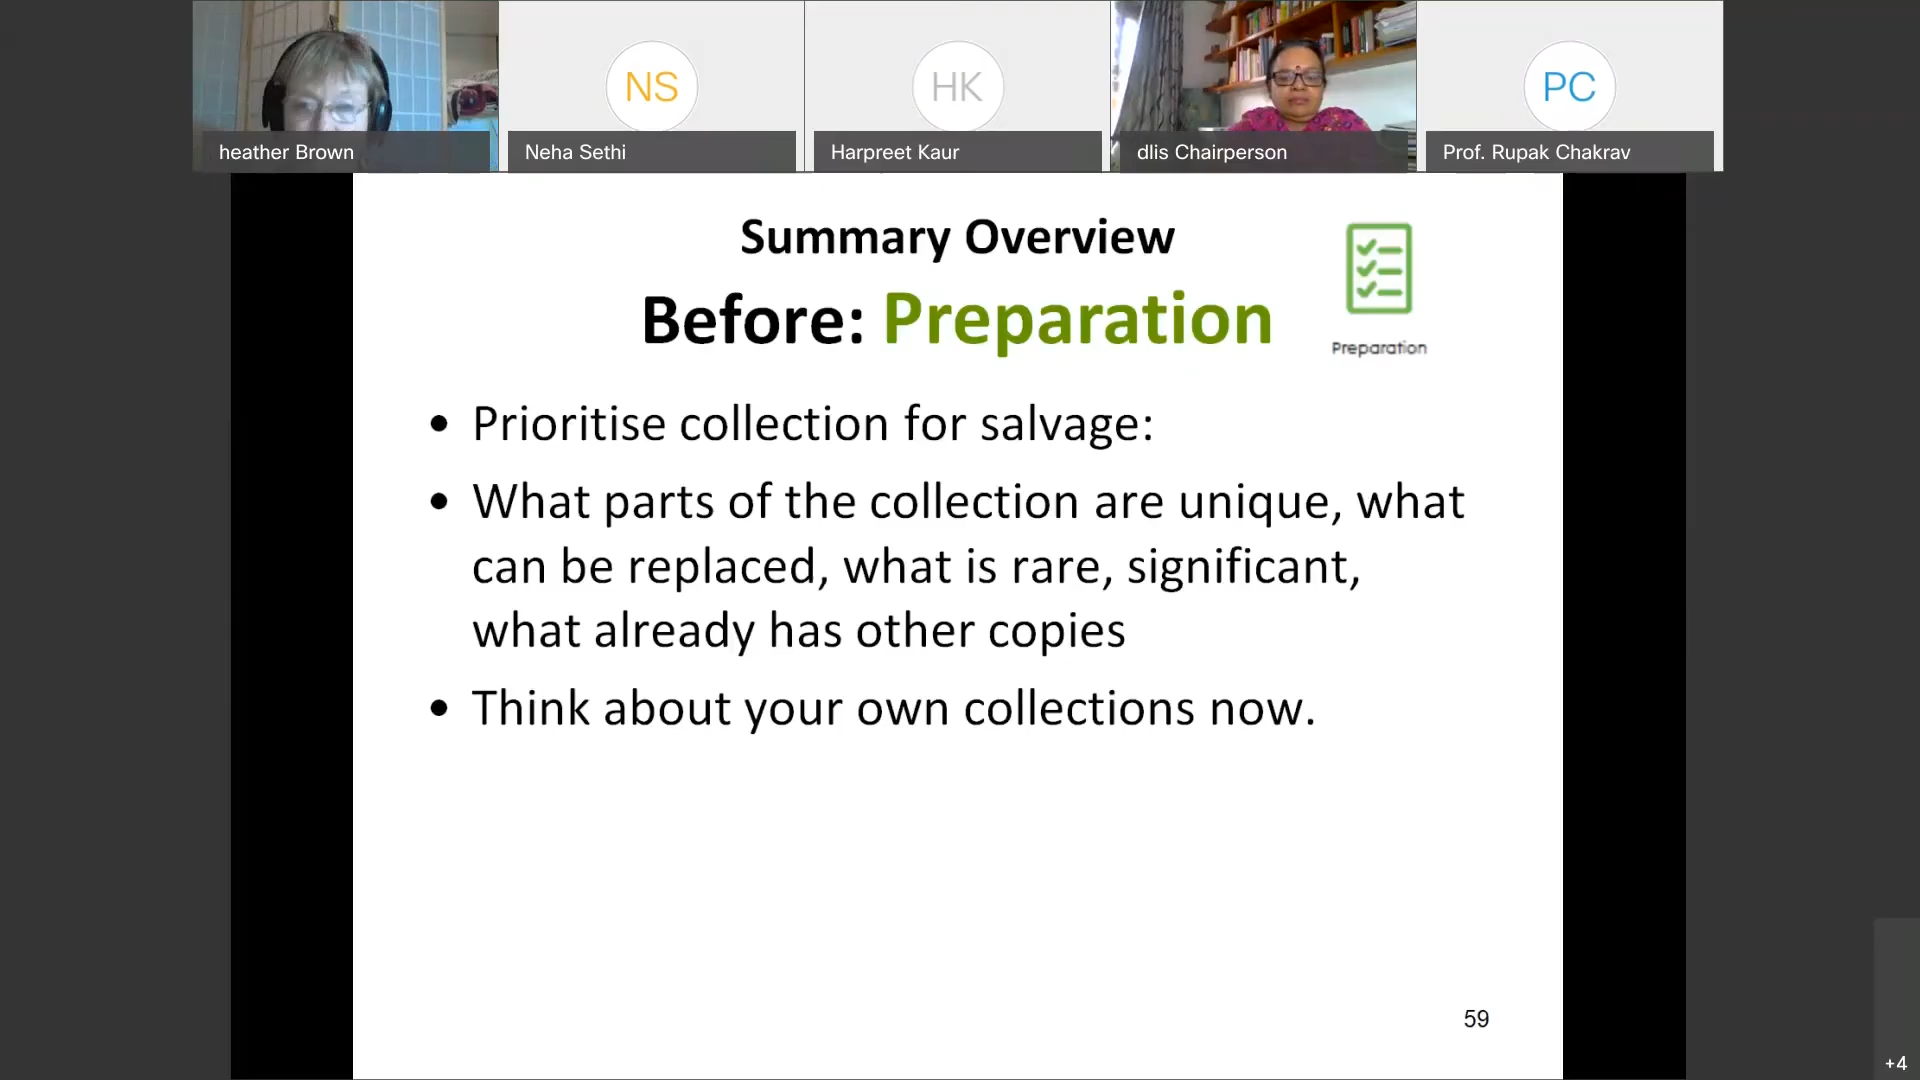 NS
HK
PC
heather Brown
Neha Sethi
Harpreet Kaur
dlis Chairperson
Prof. Rupak Chakrav
Summary Overview
Before: Preparation
Preparation
• Prioritise collection for salvage:
• What parts of the collection are unique, what
can be replaced, what is rare, significant,
what already has other copies
• Think about your own collections now.
59
+4